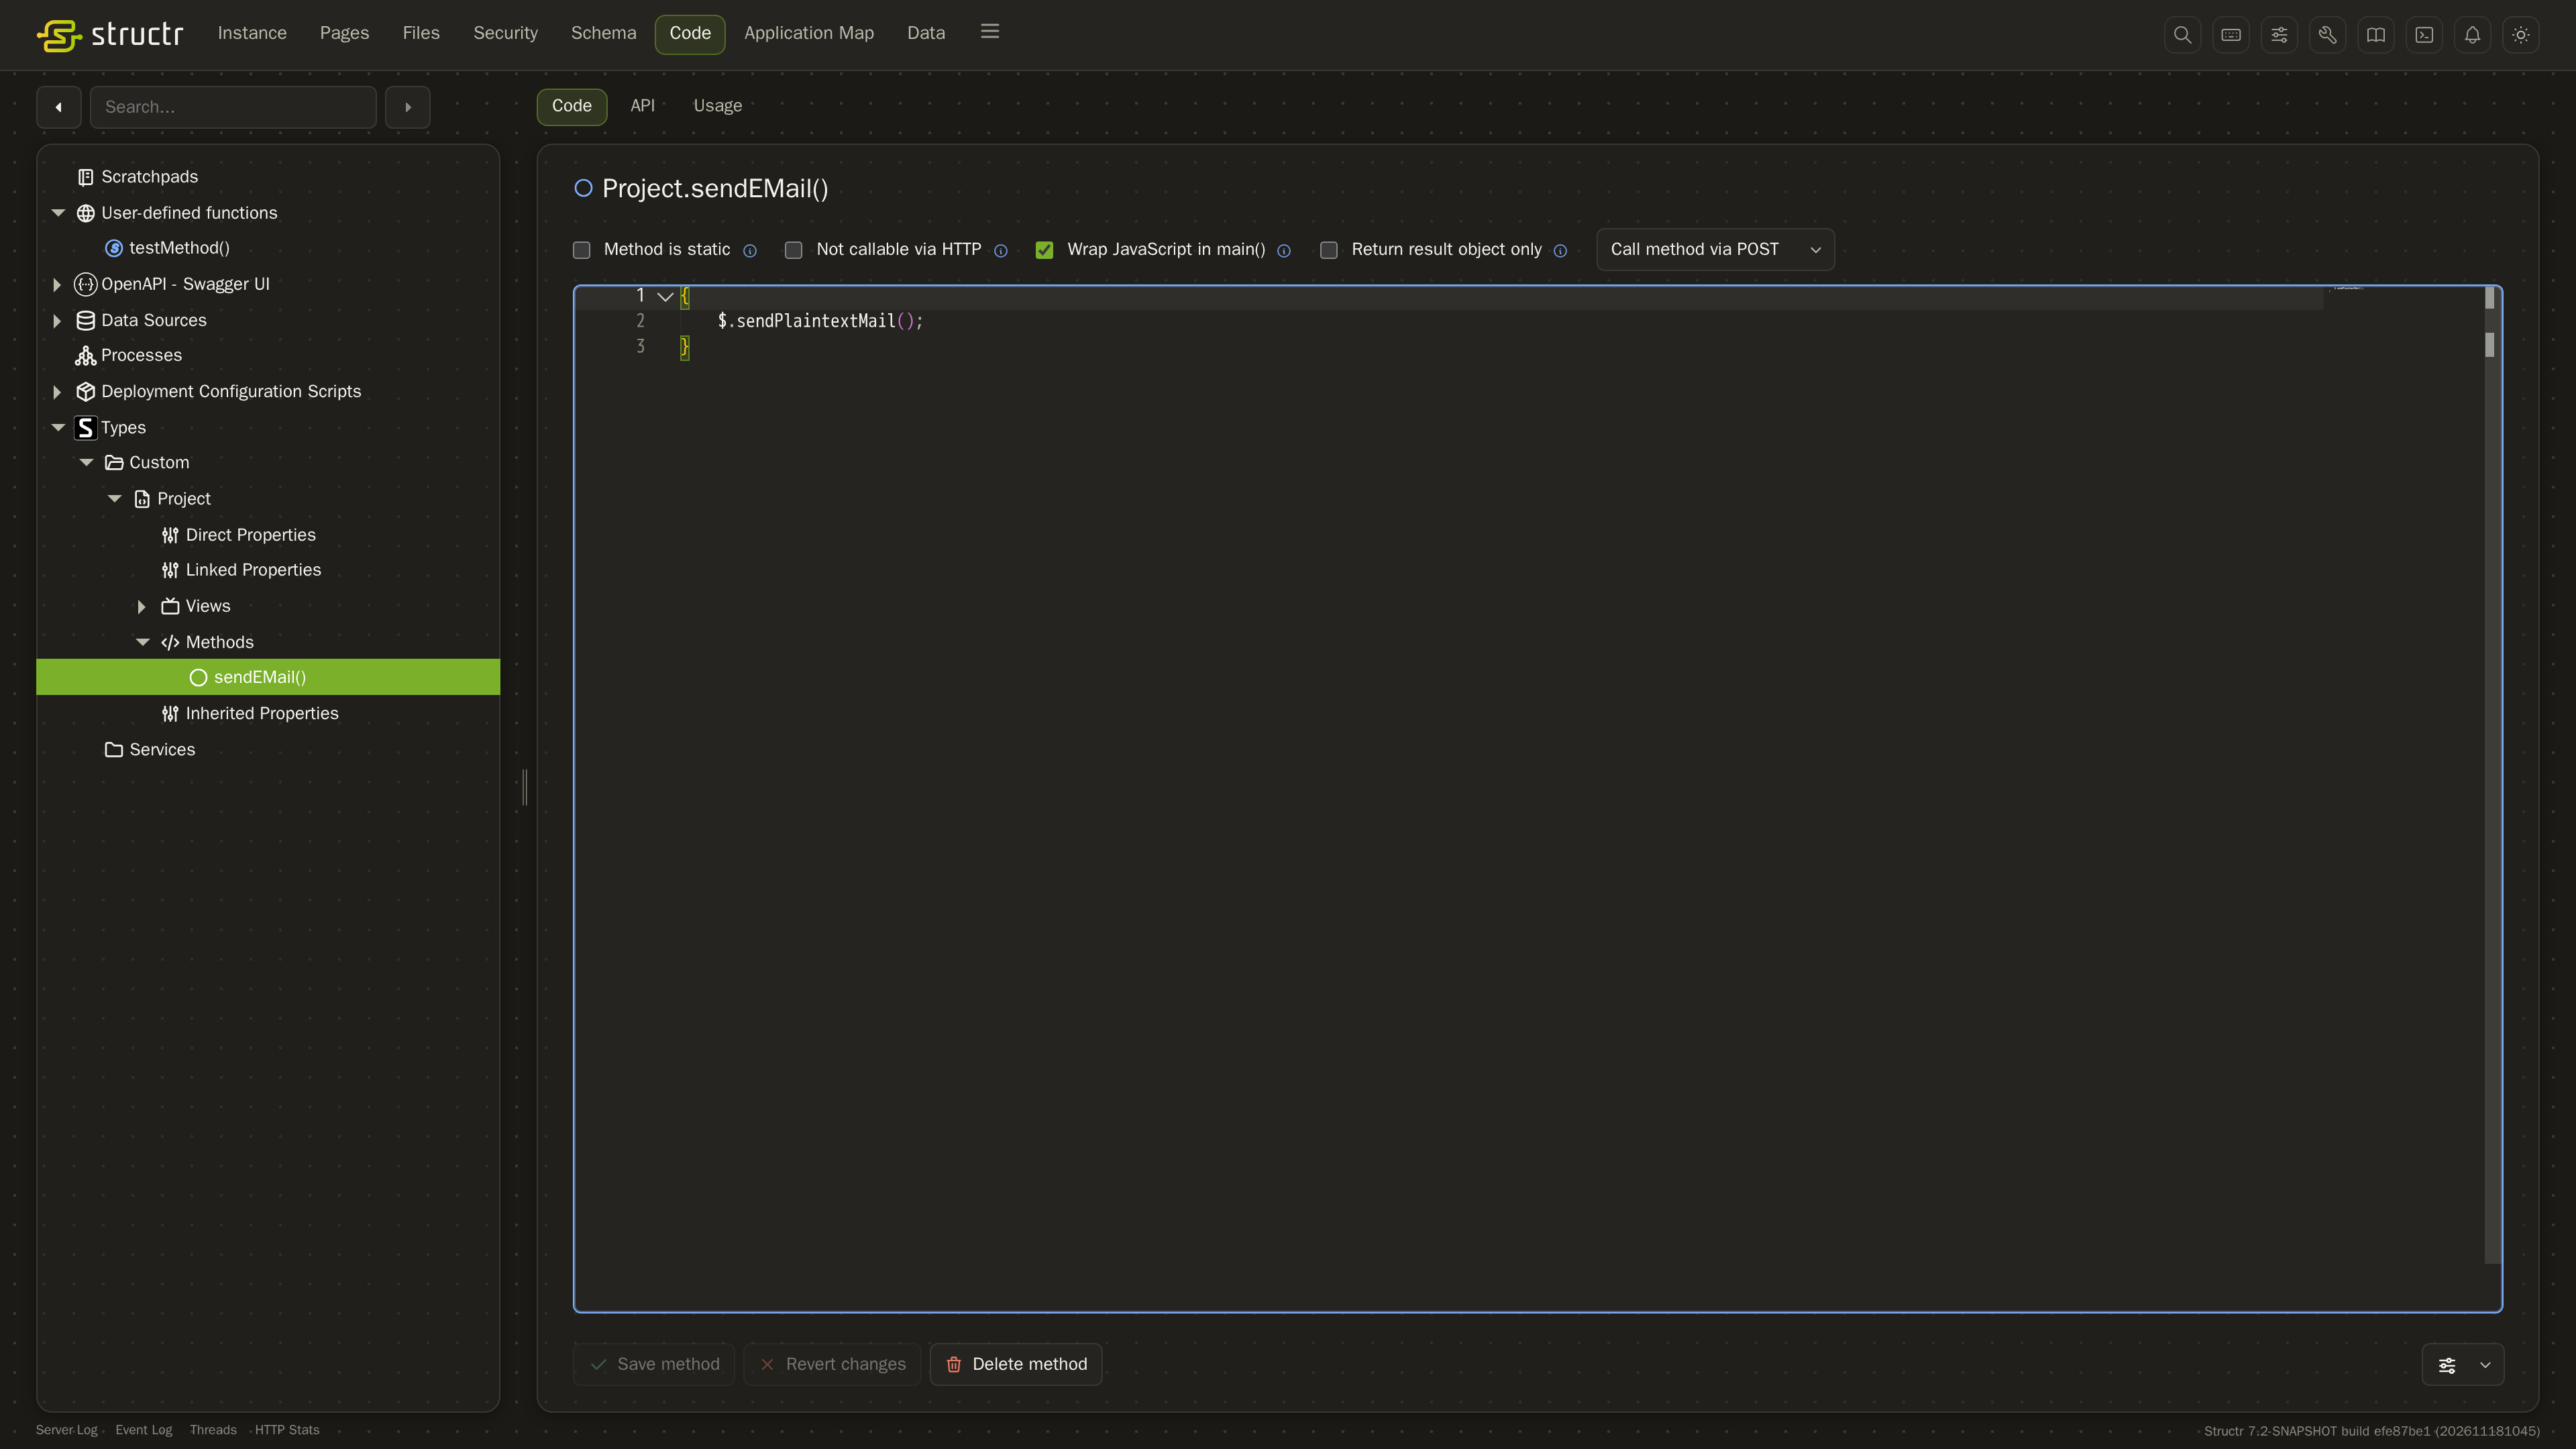 structr Instance Pages Files Security Schema Code Application Map Data
Search...
Code API Usage
Scratchpads
User-defined functions
testMethod()
OpenAPI - Swagger UI
Data Sources
Processes
Deployment Configuration Scripts
Types
Custom
Project
Direct Properties
Linked Properties
Views
Methods
sendEMail()
Inherited Properties
Services
Project.sendEMail()
Method is static Not callable via HTTP Wrap JavaScript in main() Return result object only Call method via POST
1 {
2 $.sendPlaintextMail();
3 }
Save method Revert changes Delete method
Server Log Event Log Threads HTTP Stats
Structr 7.2-SNAPSHOT build efe87be1 (202611181045)